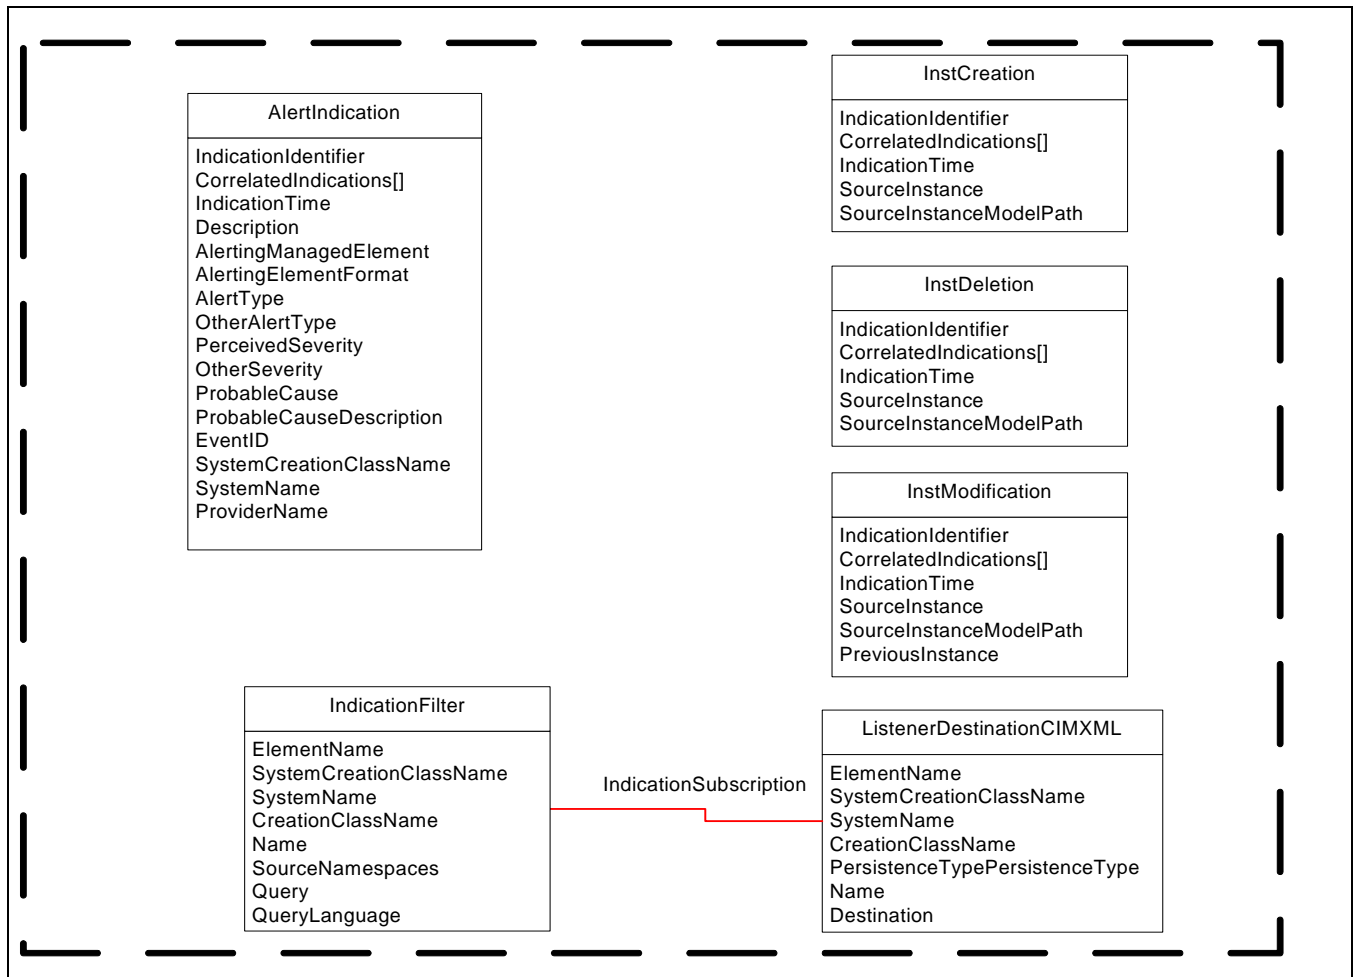 AlertIndication
IndicationIdentifier
CorrelatedIndications[]
IndicationTime
Description
AlertingManagedElement
AlertingElementFormat
AlertType
OtherAlertType
PerceivedSeverity
OtherSeverity
ProbableCause
ProbableCauseDescription
EventID
SystemCreationClassName
SystemName
ProviderName
InstCreation
IndicationIdentifier
CorrelatedIndications[]
IndicationTime
SourceInstance
SourceInstanceModelPath
InstDeletion
IndicationIdentifier
CorrelatedIndications[]
IndicationTime
SourceInstance
SourceInstanceModelPath
InstModification
IndicationIdentifier
CorrelatedIndications[]
IndicationTime
SourceInstance
SourceInstanceModelPath
PreviousInstance
IndicationFilter
ElementName
SystemCreationClassName
SystemName
CreationClassName
Name
SourceNamespaces
Query
QueryLanguage
IndicationSubscription
ListenerDestinationCIMXML
ElementName
SystemCreationClassName
SystemName
CreationClassName
PersistenceTypePersistenceType
Name
Destination